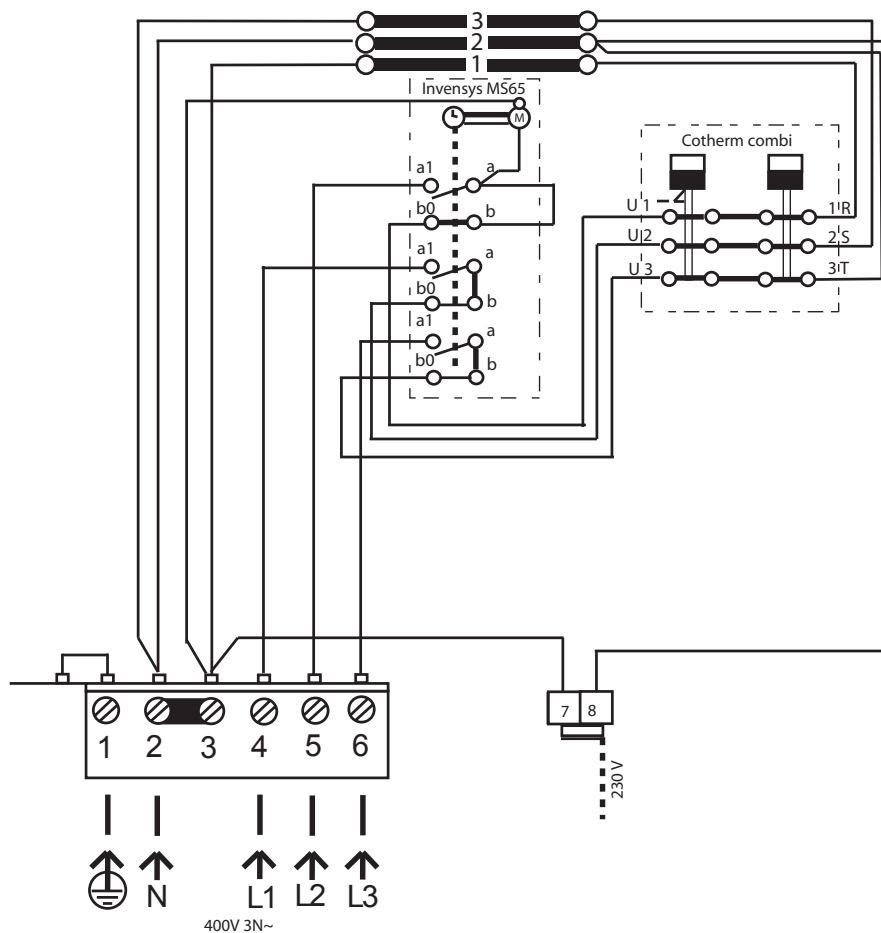 3
2
1
Invensys MS65
M
Cotherm combi
a1 a
b0 b
a1 a
b0 b
a1 a
b0 b
U 1 1 R
U 2 2 S
U 3 3 T
7 8
230 V
1 2 3 4 5 6
N L1 L2 L3
400V 3N~